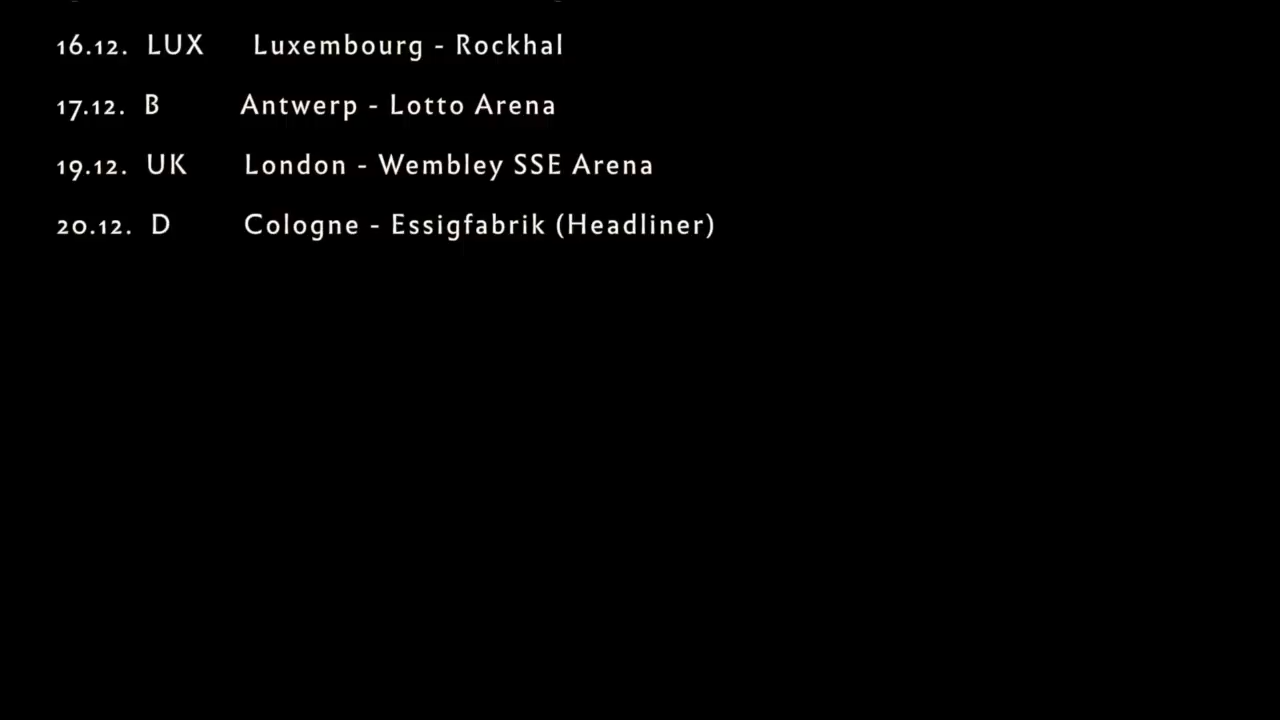 16.12. LUX Luxembourg - Rockhal
17.12. B Antwerp - Lotto Arena
19.12. UK London - Wembley SSE Arena
20.12. D Cologne - Essigfabrik (Headliner)